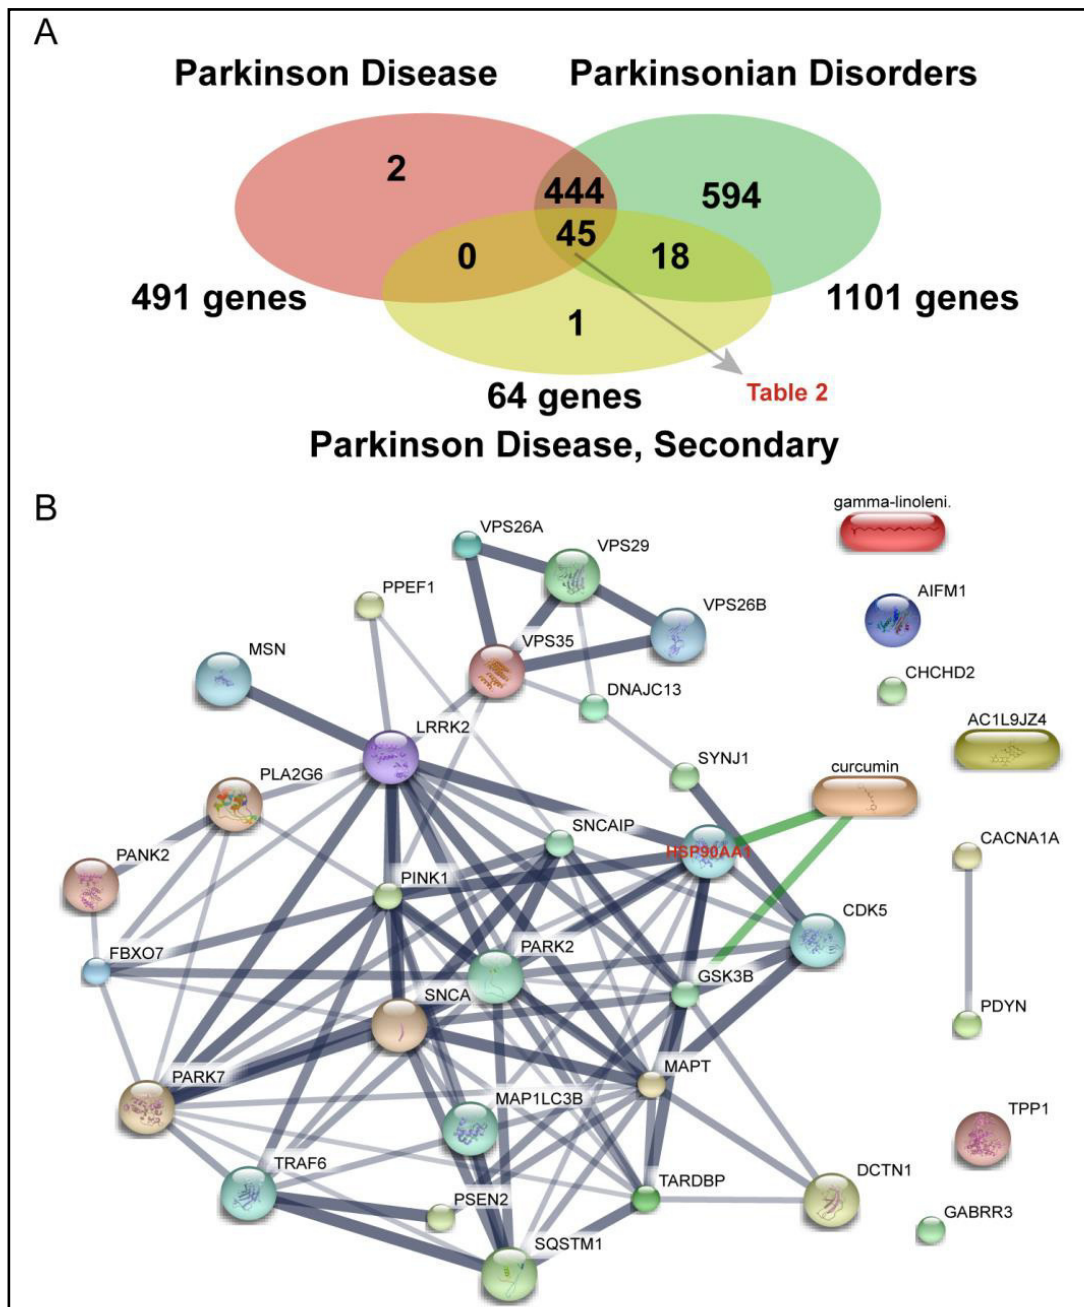 A
Parkinson Disease
Parkinsonian Disorders
2
444
594
45
0
18
491 genes
1101 genes
1
64 genes
Table 2
Parkinson Disease, Secondary
B
gamma-linoleni.
VPS26A
VPS29
PPEF1
AIFM1
VPS26B
MSN
VPS35
CHCHD2
DNAJC13
LRRK2
AC1L9JZ4
SYNJ1
curcumin
PLA2G6
SNCAIP
HSP90AA1
CACNA1A
PANK2
PINK1
CDK5
PARK2
FBXO7
GSK3B
SNCA
PDYN
MAPT
PARK7
MAP1LC3B
TPP1
TRAF6
DCTN1
PSEN2
TARDBP
GABRR3
SQSTM1